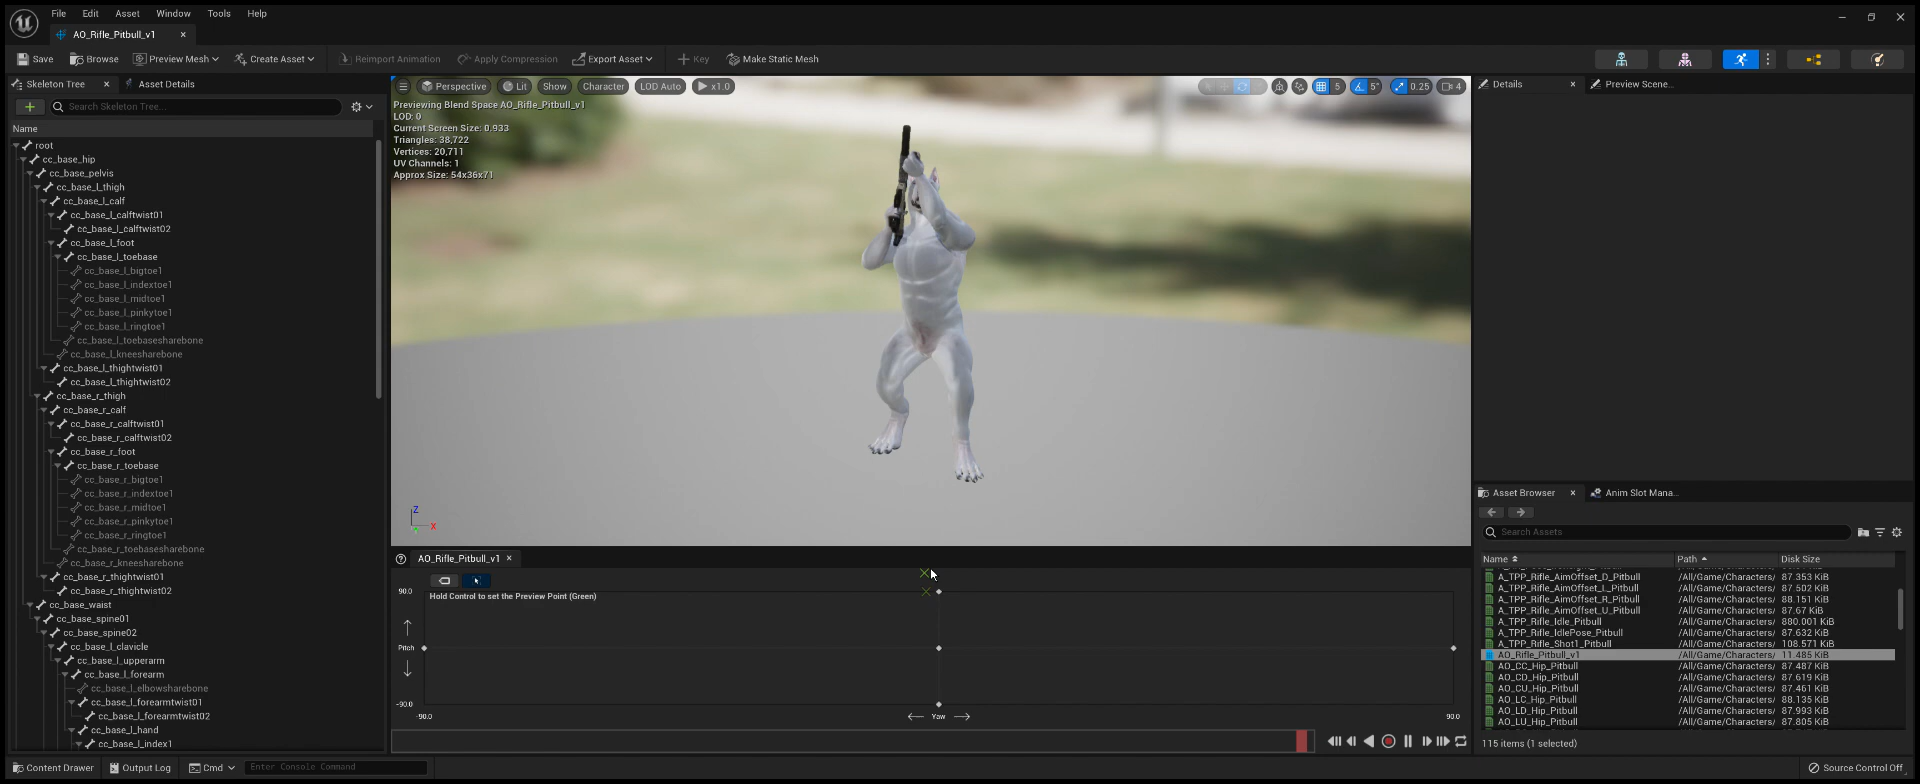 File Edit Asset Window Tools Help
AO_Rifle_Pitbull_v1
Save Browse Preview Mesh Create Asset Reimport Animation Apply Compression Export Asset Key Make Static Mesh
Skeleton Tree Asset Details
Search Skeleton Tree...
Name
root
cc_base_hip
cc_base_pelvis
cc_base_l_thigh
cc_base_l_calf
cc_base_l_calftwist01
cc_base_l_calftwist02
cc_base_l_foot
cc_base_l_toebase
cc_base_l_bigtoe1
cc_base_l_indextoe1
cc_base_l_midtoe1
cc_base_l_pinkytoe1
cc_base_l_ringtoe1
cc_base_l_toebasesharebone
cc_base_l_kneesharebone
cc_base_l_thightwist01
cc_base_l_thightwist02
cc_base_r_thigh
cc_base_r_calf
cc_base_r_calftwist01
cc_base_r_calftwist02
cc_base_r_foot
cc_base_r_toebase
cc_base_r_bigtoe1
cc_base_r_indextoe1
cc_base_r_midtoe1
cc_base_r_pinkytoe1
cc_base_r_ringtoe1
cc_base_r_toebasesharebone
cc_base_r_kneesharebone
cc_base_r_thightwist01
cc_base_r_thightwist02
cc_base_waist
cc_base_spine01
cc_base_spine02
cc_base_l_clavicle
cc_base_l_upperarm
cc_base_l_forearm
cc_base_l_elbowsharebone
cc_base_l_forearmtwist01
cc_base_l_forearmtwist02
cc_base_l_hand
cc_base_l_index1
Perspective Lit Show Character LOD Auto x1.0
5 5° 0.25 4
Previewing Blend Space AO_Rifle_Pitbull_v1
LOD: 0
Current Screen Size: 0.933
Triangles: 38,722
Vertices: 20,711
UV Channels: 1
Approx Size: 54x36x71
Z
X
AO_Rifle_Pitbull_v1
90.0
Hold Control to set the Preview Point (Green)
Pitch
-90.0
-90.0 Yaw 90.0
Details Preview Scene...
Asset Browser Anim Slot Mana...
Search Assets
Name Path Disk Size
A_TPP_Rifle_AimOffset_D_Pitbull /All/Game/Characters/ 87.353 KiB
A_TPP_Rifle_AimOffset_L_Pitbull /All/Game/Characters/ 87.502 KiB
A_TPP_Rifle_AimOffset_R_Pitbull /All/Game/Characters/ 88.151 KiB
A_TPP_Rifle_AimOffset_U_Pitbull /All/Game/Characters/ 87.67 KiB
A_TPP_Rifle_Idle_Pitbull /All/Game/Characters/ 880.001 KiB
A_TPP_Rifle_IdlePose_Pitbull /All/Game/Characters/ 87.632 KiB
A_TPP_Rifle_Shot1_Pitbull /All/Game/Characters/ 108.571 KiB
AO_Rifle_Pitbull_v1 /All/Game/Characters/ 11.485 KiB
AO_CC_Hip_Pitbull /All/Game/Characters/ 87.487 KiB
AO_CD_Hip_Pitbull /All/Game/Characters/ 87.619 KiB
AO_CU_Hip_Pitbull /All/Game/Characters/ 87.461 KiB
AO_LC_Hip_Pitbull /All/Game/Characters/ 88.135 KiB
AO_LD_Hip_Pitbull /All/Game/Characters/ 87.993 KiB
AO_LU_Hip_Pitbull /All/Game/Characters/ 87.805 KiB
115 items (1 selected)
Content Drawer Output Log Cmd Enter Console Command Source Control Off